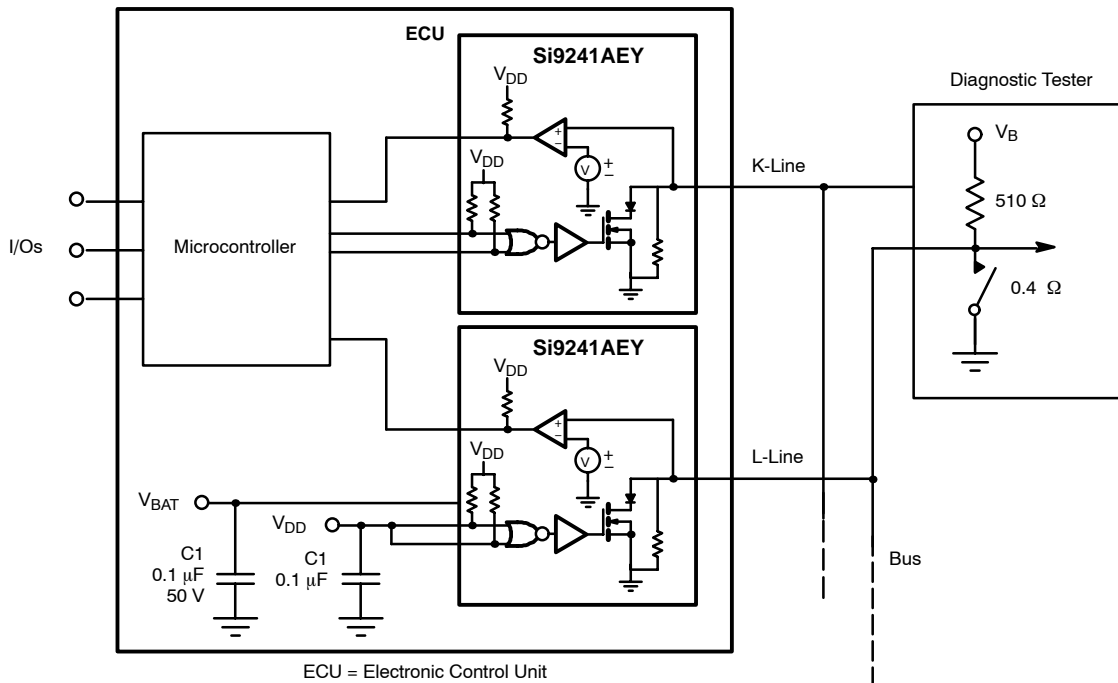 ECU
Si9241AEY
VDD
+
−
V
+
−
VDD
Microcontroller
I/Os
K-Line
Diagnostic Tester
VB
510 Ω
0.4 Ω
Si9241AEY
VDD
+
−
V
+
−
VDD
L-Line
VBAT
VDD
C1
0.1 μF
50 V
C1
0.1 μF
Bus
ECU = Electronic Control Unit